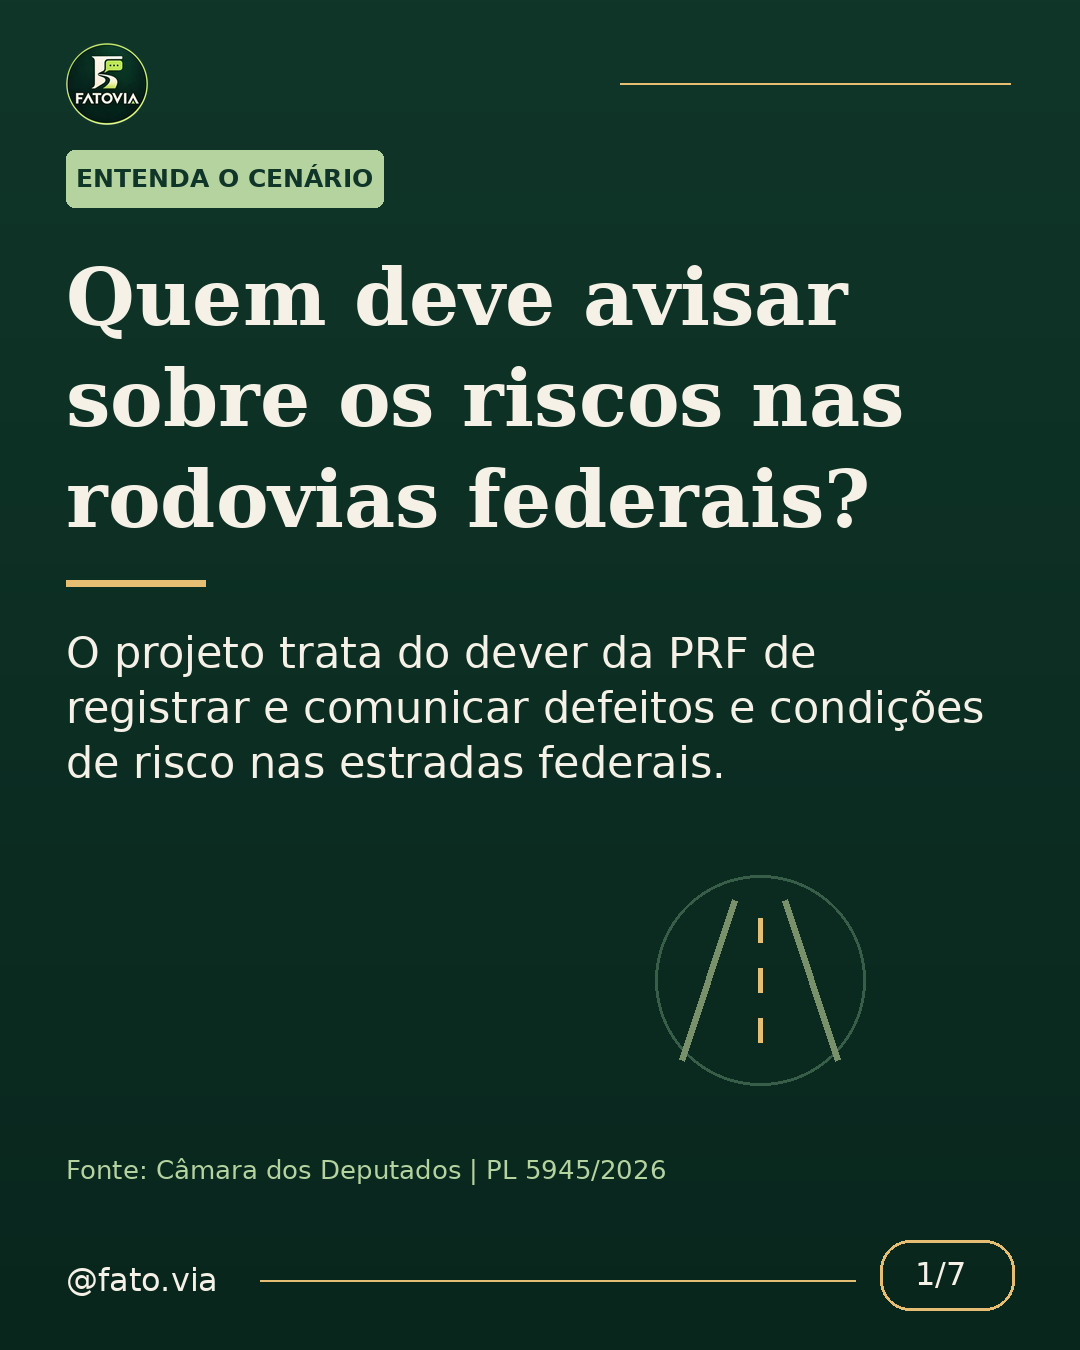 FATOVIA
ENTENDA O CENÁRIO
Quem deve avisar
sobre os riscos nas
rodovias federais?
O projeto trata do dever da PRF de
registrar e comunicar defeitos e condições
de risco nas estradas federais.
Fonte: Câmara dos Deputados | PL 5945/2026
@fato.via
1/7